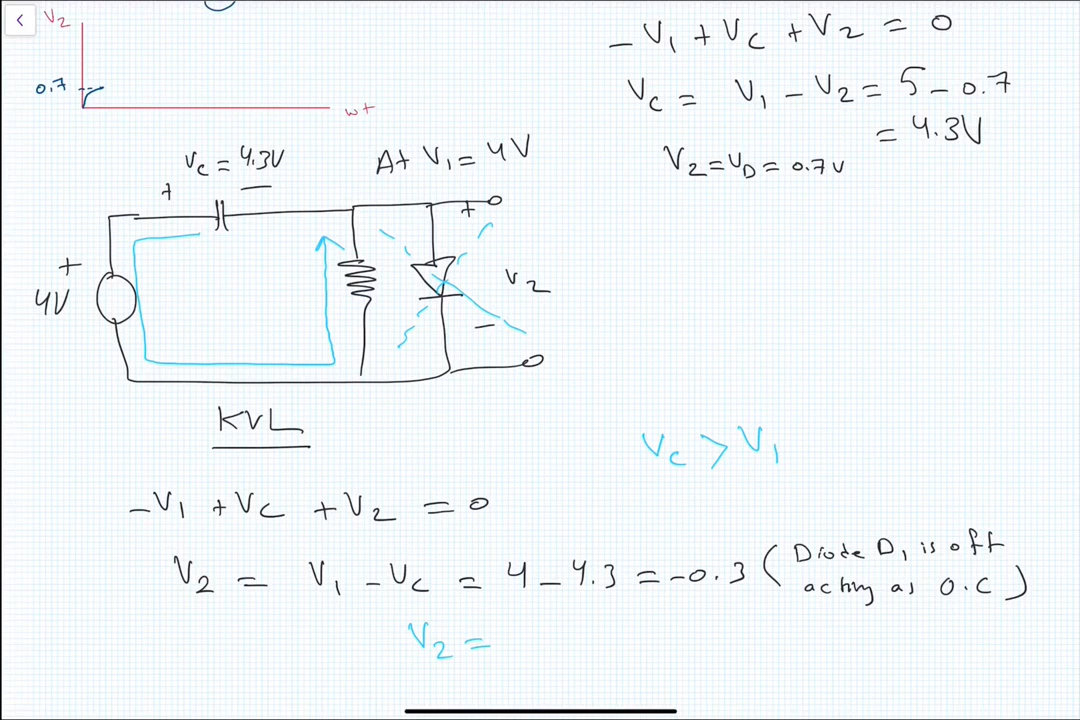 V2
0.7
wt
-V1 + VC + V2 = 0
VC = V1 - V2 = 5 - 0.7
= 4.3V
V2 = VD = 0.7V
VC = 4.3V
At V1 = 4V
+
+
+
4V
V2
-
KVL
VC > V1
-V1 + VC + V2 = 0
V2 = V1 - VC = 4 - 4.3 = -0.3 (Diode D1 is off
acting as O.C)
V2 =